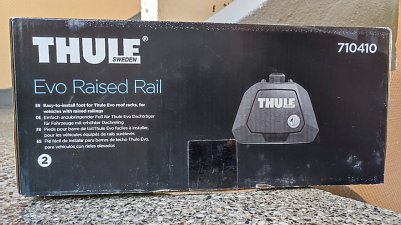 THULE®
SWEDEN
710410
Evo Raised Rail
EN Easy-to-install foot for Thule Evo roof racks, for
vehicles with raised railings
DE Einfach anzubringender Fuß für Thule Evo Dachträger
für Fahrzeuge mit erhöhter Dachreling
FR Pieds pour barre de toit Thule Evo faciles à installer,
pour les véhicules équipés de rails surélevés
ES Pie fácil de instalar para barras de techo Thule Evo,
para vehículos con rieles elevados
2
THULE